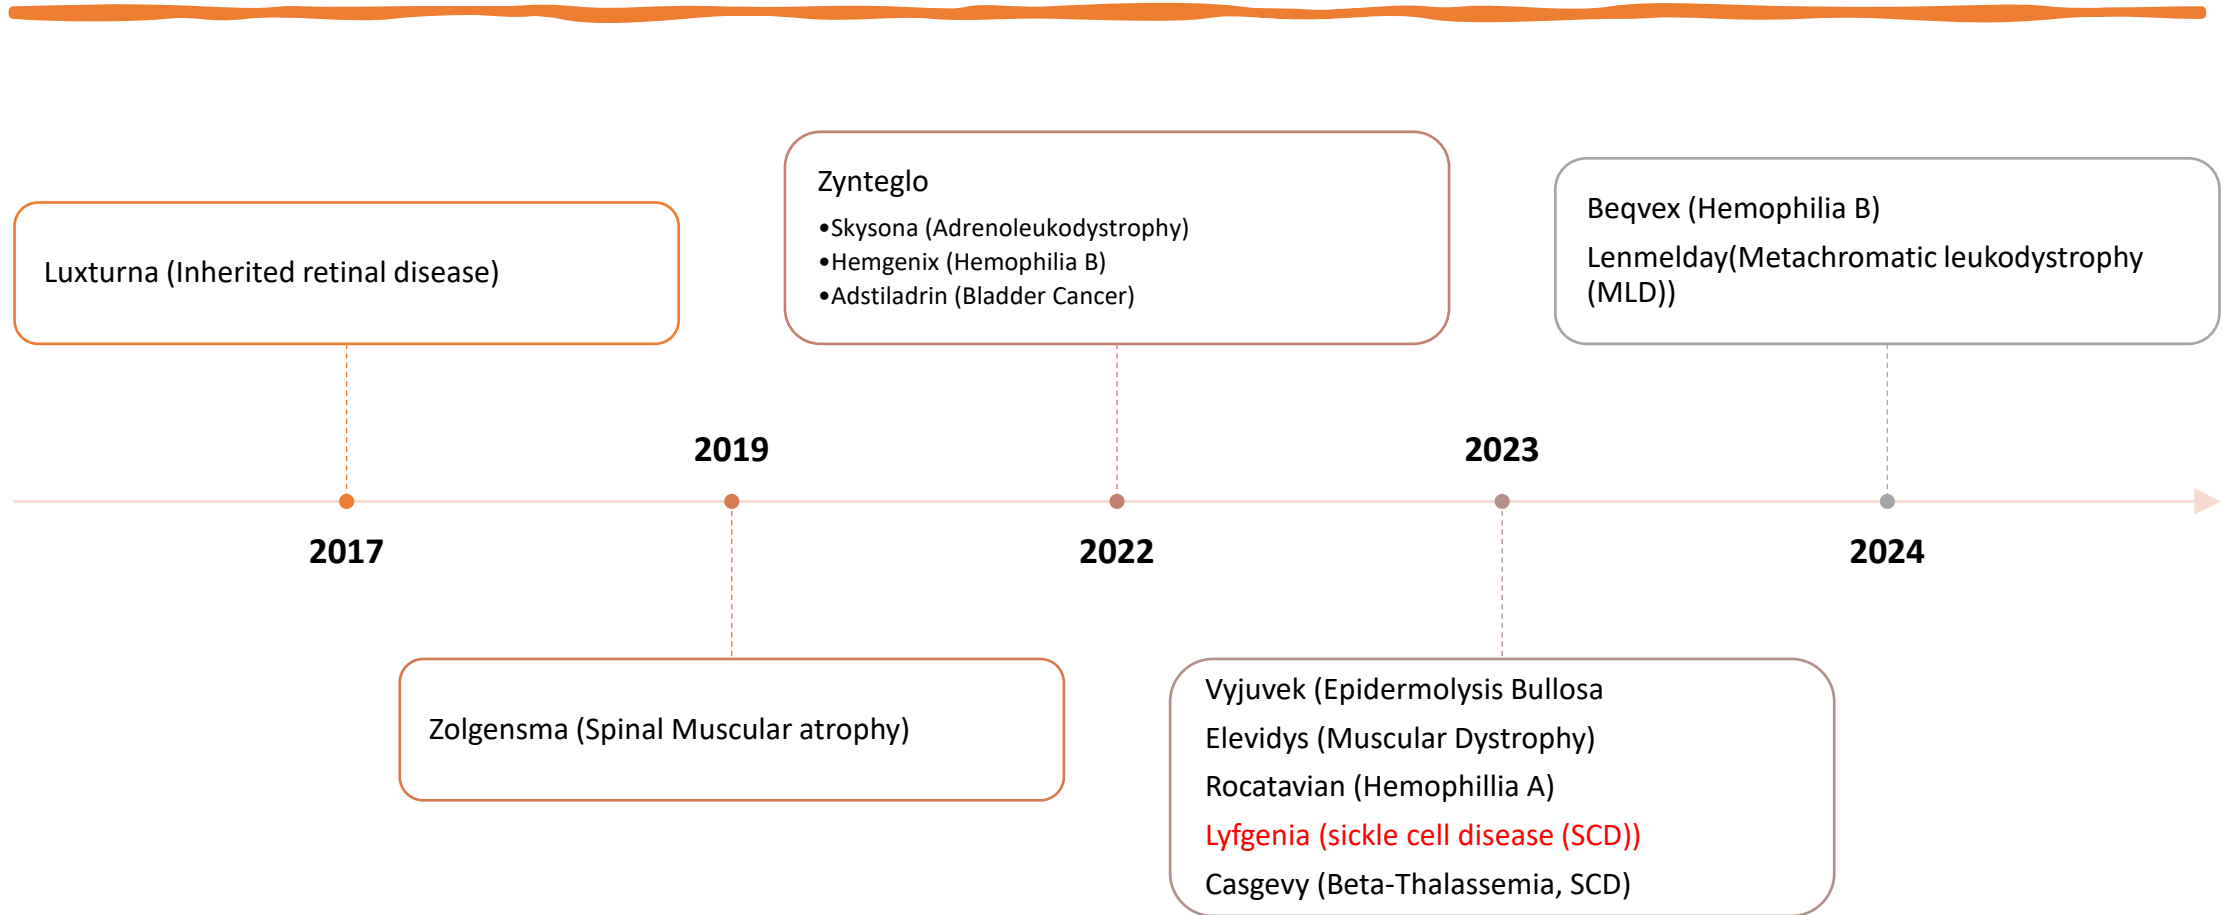 Luxturna (Inherited retinal disease)
Zynteglo
•Skysona (Adrenoleukodystrophy)
•Hemgenix (Hemophilia B)
•Adstiladrin (Bladder Cancer)
Beqvex (Hemophilia B)
Lenmelday(Metachromatic leukodystrophy
(MLD))
2019
2023
2017
2022
2024
Zolgensma (Spinal Muscular atrophy)
Vyjuvek (Epidermolysis Bullosa
Elevidys (Muscular Dystrophy)
Rocatavian (Hemophillia A)
Lyfgenia (sickle cell disease (SCD))
Casgevy (Beta-Thalassemia, SCD)